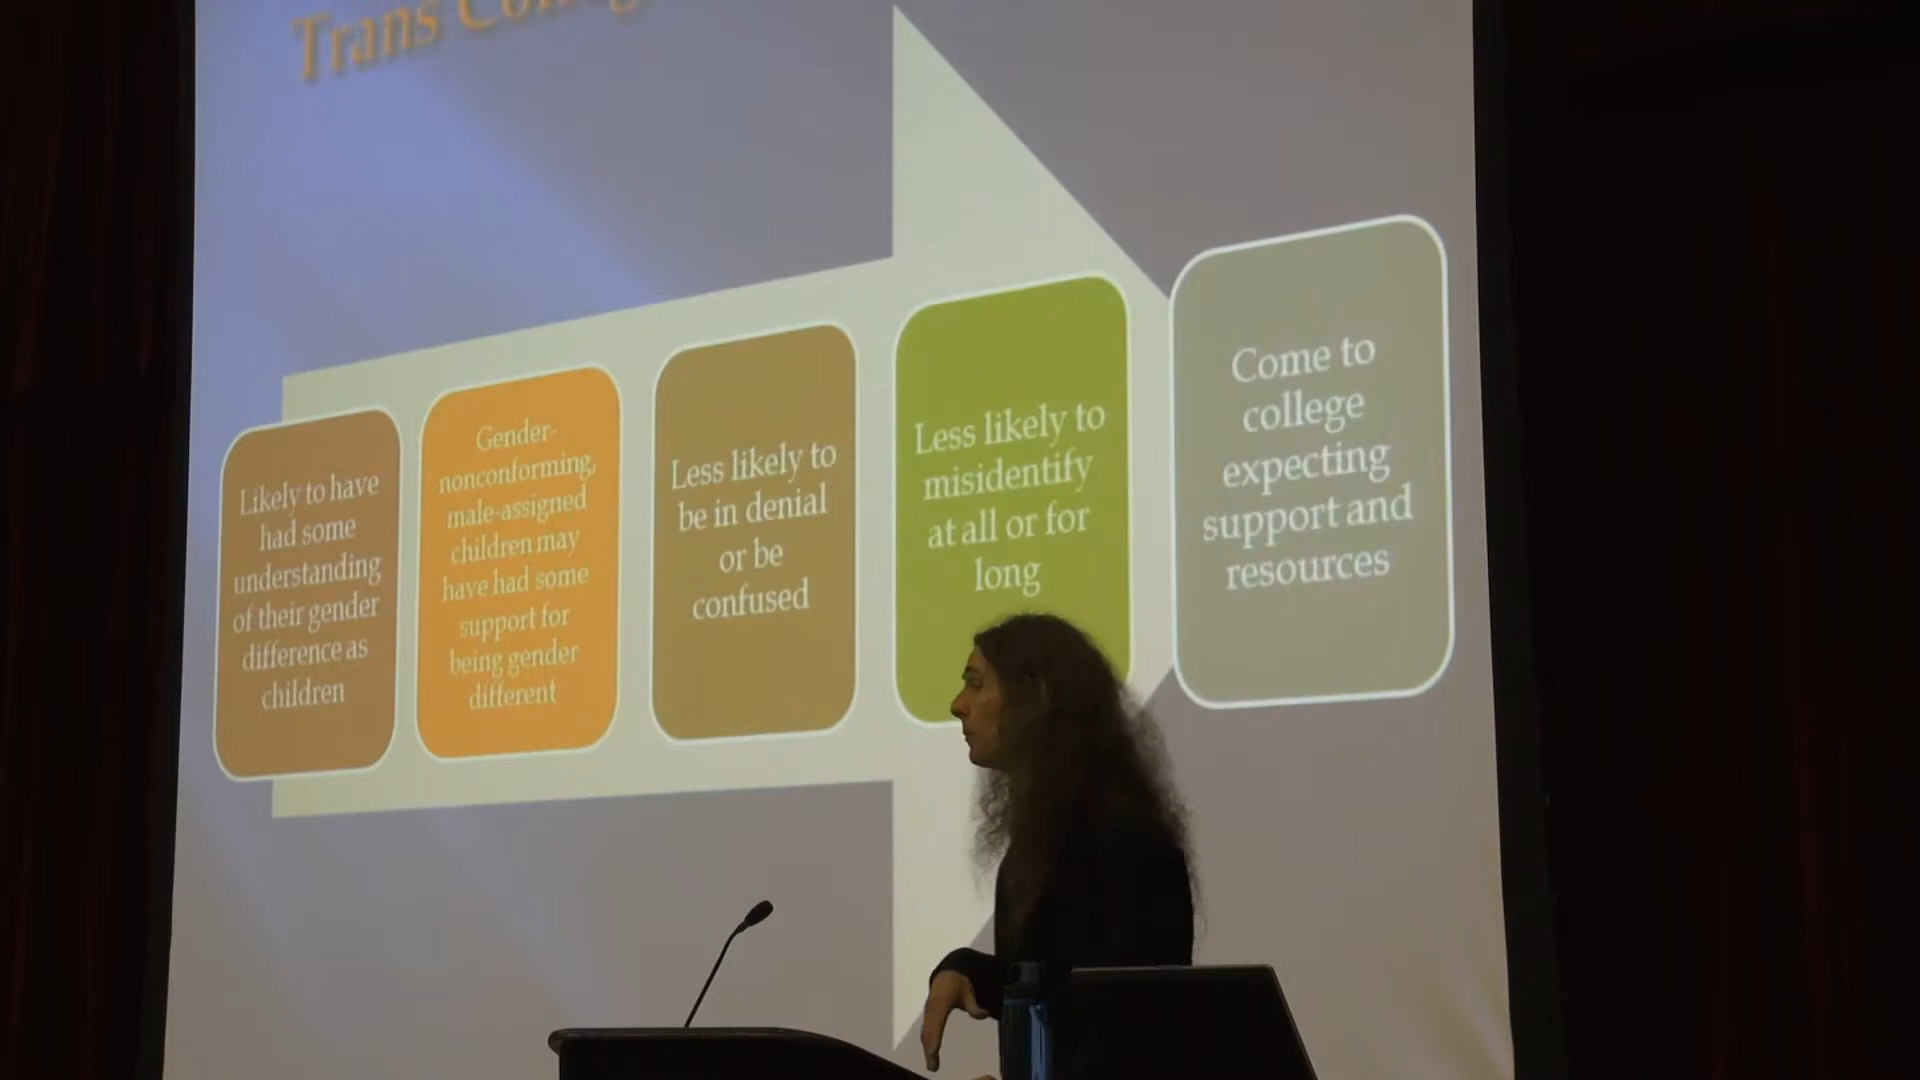 Trans
Likely to have
had some
understanding
of their gender
difference as
children
Gender-
nonconforming,
male-assigned
children may
have had some
support for
being gender
different
Less likely to
be in denial
or be
confused
Less likely to
misidentify
at all or for
long
Come to
college
expecting
support and
resources